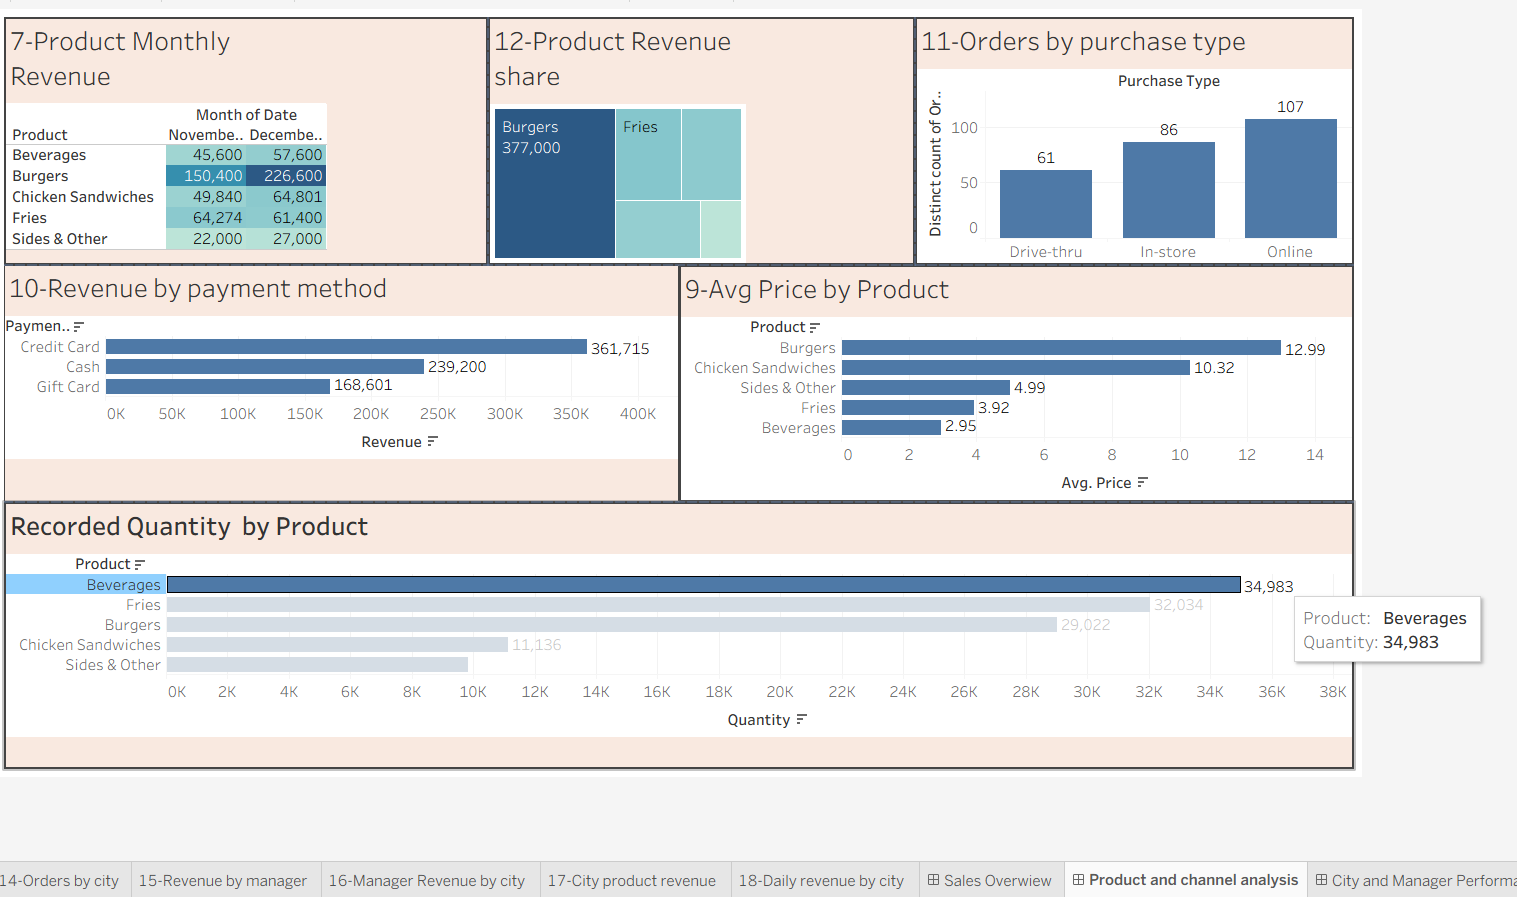 7-Product Monthly
Revenue
Month of Date
Product Novembe.. Decembe..
Beverages 45,600 57,600
Burgers 150,400 226,600
Chicken Sandwiches 49,840 64,801
Fries 64,274 61,400
Sides & Other 22,000 27,000
12-Product Revenue
share
Burgers
377,000
Fries
11-Orders by purchase type
Purchase Type
Distinct count of Or..
100
50
0
61
86
107
Drive-thru In-store Online
10-Revenue by payment method
Paymen..
Credit Card 361,715
Cash 239,200
Gift Card 168,601
0K 50K 100K 150K 200K 250K 300K 350K 400K
Revenue
9-Avg Price by Product
Product
Burgers 12.99
Chicken Sandwiches 10.32
Sides & Other 4.99
Fries 3.92
Beverages 2.95
0 2 4 6 8 10 12 14
Avg. Price
Recorded Quantity  by Product
Product
Beverages 34,983
Fries 32,034
Burgers 29,022
Chicken Sandwiches 11,136
Sides & Other
0K 2K 4K 6K 8K 10K 12K 14K 16K 18K 20K 22K 24K 26K 28K 30K 32K 34K 36K 38K
Quantity
Product: Beverages
Quantity: 34,983
14-Orders by city 15-Revenue by manager 16-Manager Revenue by city 17-City product revenue 18-Daily revenue by city Sales Overwiew Product and channel analysis City and Manager Performa